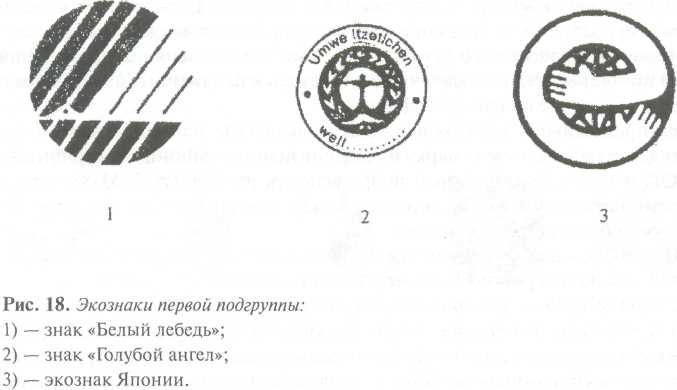 Umwe ltzetichen
welt..............
1
2
3
Рис. 18. Экознаки первой подгруппы:
1) — знак «Белый лебедь»;
2) — знак «Голубой ангел»;
3) — экознак Японии.